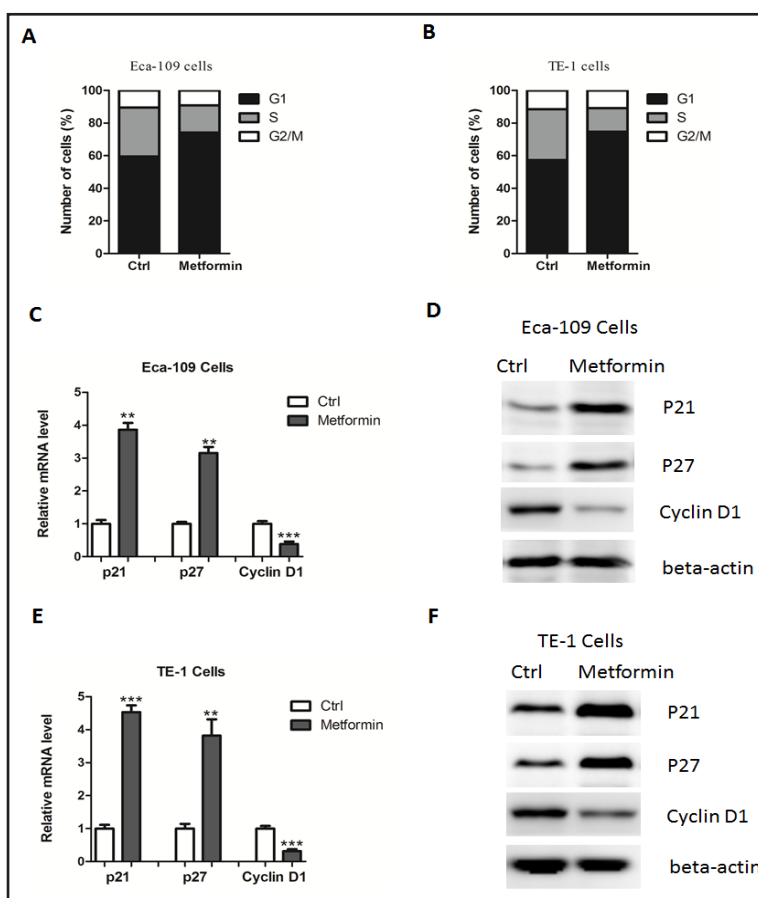 A
Eca-109 cells
Number of cells (%)
100
80
60
40
20
0
Ctrl
Metformin
G1
S
G2/M
B
TE-1 cells
Number of cells (%)
100
80
60
40
20
0
Ctrl
Metformin
G1
S
G2/M
C
Eca-109 Cells
Relative mRNA level
5
4
3
2
1
0
**
**
***
p21
p27
Cyclin D1
Ctrl
Metformin
D
Eca-109 Cells
Ctrl Metformin
P21
P27
Cyclin D1
beta-actin
E
TE-1 Cells
Relative mRNA level
5
4
3
2
1
0
***
**
***
p21
p27
Cyclin D1
Ctrl
Metformin
F
TE-1 Cells
Ctrl Metformin
P21
P27
Cyclin D1
beta-actin